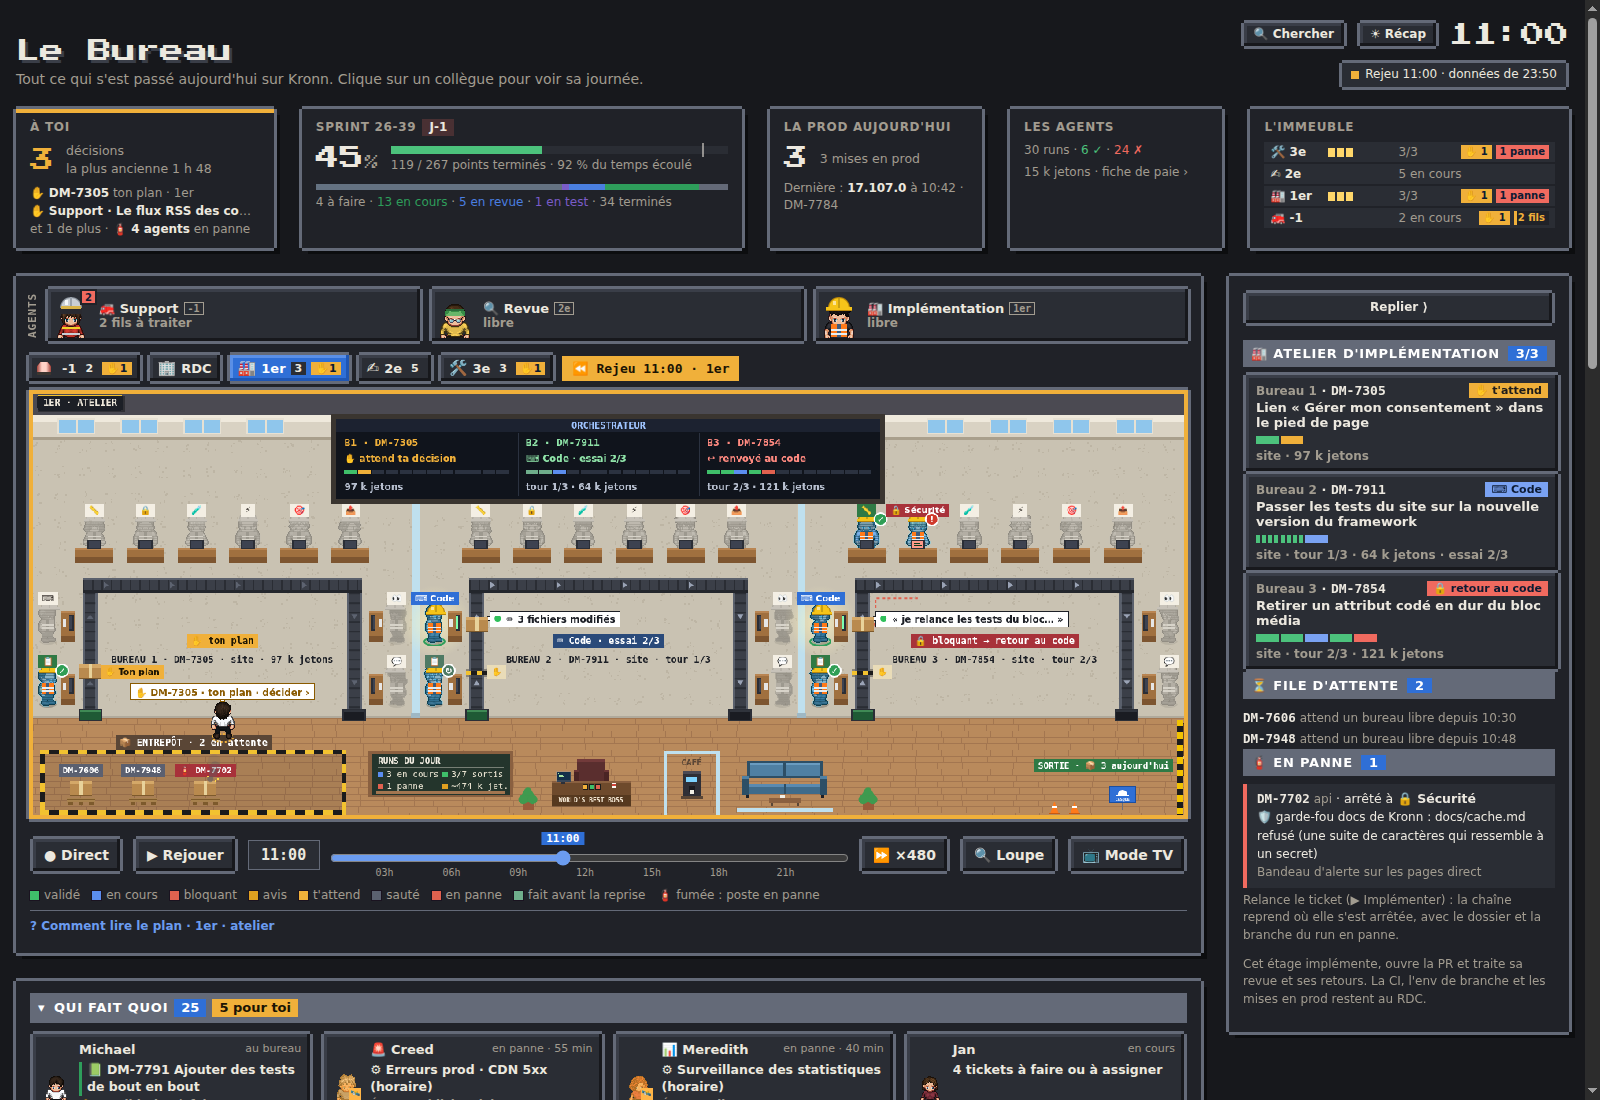 Le Bureau
Tout ce qui s'est passé aujourd'hui sur Kronn. Clique sur un collègue pour voir sa journée.
🔍 Chercher
☀ Récap
11:00
Rejeu 11:00 · données de 23:50
À TOI
3 décisions
la plus ancienne 1 h 48
✋ DM-7305 ton plan · 1er
✋ Support · Le flux RSS des co…
et 1 de plus · 4 agents en panne
SPRINT 26-39 J-1
45% 119 / 267 points terminés · 92 % du temps écoulé
4 à faire · 13 en cours · 5 en revue · 1 en test · 34 terminés
LA PROD AUJOURD'HUI
3 3 mises en prod
Dernière : 17.107.0 à 10:42 ·
DM-7784
LES AGENTS
30 runs · 6 ✓ · 24 ✗
15 k jetons · fiche de paie ›
L'IMMEUBLE
3e 3/3 1 1 panne
2e 5 en cours
1er 3/3 1 1 panne
-1 2 en cours 1 2 fils
AGENTS
2
Support -1
2 fils à traiter
Revue 2e
libre
Implémentation 1er
libre
-1 2 1
RDC
1er 3 1
2e 5
3e 3 1
Rejeu 11:00 · 1er
1ER · ATELIER
ORCHESTRATEUR
B1 · DM-7305
attend ta décision
97 k jetons
B2 · DM-7911
Code · essai 2/3
tour 1/3 · 64 k jetons
B3 · DM-7854
↩ renvoyé au code
tour 2/3 · 121 k jetons
Sécurité
Code
Code
3 fichiers modifiés
« je relance les tests du bloc… »
ton plan
Code · essai 2/3
bloquant → retour au code
BUREAU 1 · DM-7305 · site · 97 k jetons
BUREAU 2 · DM-7911 · site · tour 1/3
BUREAU 3 · DM-7854 · site · tour 2/3
Ton plan
DM-7305 · ton plan · décider ›
ENTREPÔT · 2 en attente
DM-7606
DM-7948
DM-7702
RUNS DU JOUR
3 en cours 3/7 sortis
1 panne ~474 k jet.
WORLD'S BEST BOSS
CAFÉ
SORTIE · 3 aujourd'hui
● Direct
▶ Rejouer
11:00
11:00
03h 06h 09h 12h 15h 18h 21h
⏩ ×480
🔍 Loupe
📺 Mode TV
validé en cours bloquant avis t'attend sauté en panne fait avant la reprise fumée : poste en panne
? Comment lire le plan · 1er · atelier
▾ QUI FAIT QUOI 25 5 pour toi
Michael au bureau
DM-7791 Ajouter des tests
de bout en bout
Creed en panne · 55 min
⚙ Erreurs prod · CDN 5xx
(horaire)
Meredith en panne · 40 min
⚙ Surveillance des statistiques
(horaire)
Jan en cours
4 tickets à faire ou à assigner
Replier ⟩
ATELIER D'IMPLÉMENTATION 3/3
Bureau 1 · DM-7305 t'attend
Lien « Gérer mon consentement » dans
le pied de page
site · 97 k jetons
Bureau 2 · DM-7911 ⌨ Code
Passer les tests du site sur la nouvelle
version du framework
site · tour 1/3 · 64 k jetons · essai 2/3
Bureau 3 · DM-7854 🔒 retour au code
Retirer un attribut codé en dur du bloc
média
site · tour 2/3 · 121 k jetons
⏳ FILE D'ATTENTE 2
DM-7606 attend un bureau libre depuis 10:30
DM-7948 attend un bureau libre depuis 10:48
EN PANNE 1
DM-7702 api · arrêté à 🔒 Sécurité
🛡 garde-fou docs de Kronn : docs/cache.md
refusé (une suite de caractères qui ressemble à
un secret)
Bandeau d'alerte sur les pages direct
Relance le ticket (▶ Implémenter) : la chaîne
reprend où elle s'est arrêtée, avec le dossier et la
branche du run en panne.
Cet étage implémente, ouvre la PR et traite sa
revue et ses retours. La CI, l'env de branche et les
mises en prod restent au RDC.